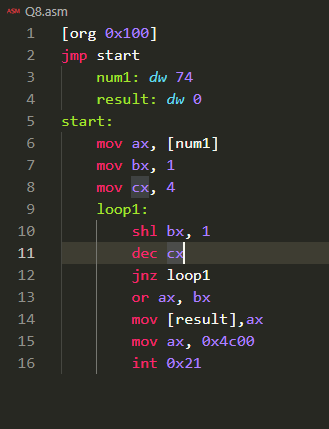 ASM Q8.asm
1 [org 0x100]
2 jmp start
3 num1: dw 74
4 result: dw 0
5 start:
6 mov ax, [num1]
7 mov bx, 1
8 mov cx, 4
9 loop1:
10 shl bx, 1
11 dec cx
12 jnz loop1
13 or ax, bx
14 mov [result],ax
15 mov ax, 0x4c00
16 int 0x21